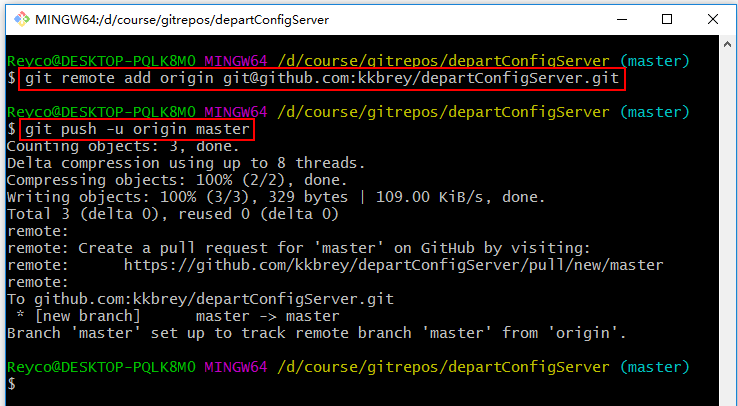 MINGW64:/d/course/gitrepos/departConfigServer
Reyco@DESKTOP-PQLK8M0 MINGW64 /d/course/gitrepos/departConfigServer (master)
$ git remote add origin git@github.com:kkbrey/departConfigServer.git
Reyco@DESKTOP-PQLK8M0 MINGW64 /d/course/gitrepos/departConfigServer (master)
$ git push -u origin master
Counting objects: 3, done.
Delta compression using up to 8 threads.
Compressing objects: 100% (2/2), done.
Writing objects: 100% (3/3), 329 bytes | 109.00 KiB/s, done.
Total 3 (delta 0), reused 0 (delta 0)
remote:
remote: Create a pull request for 'master' on GitHub by visiting:
remote:      https://github.com/kkbrey/departConfigServer/pull/new/master
remote:
To github.com:kkbrey/departConfigServer.git
 * [new branch]      master -> master
Branch 'master' set up to track remote branch 'master' from 'origin'.
Reyco@DESKTOP-PQLK8M0 MINGW64 /d/course/gitrepos/departConfigServer (master)
$